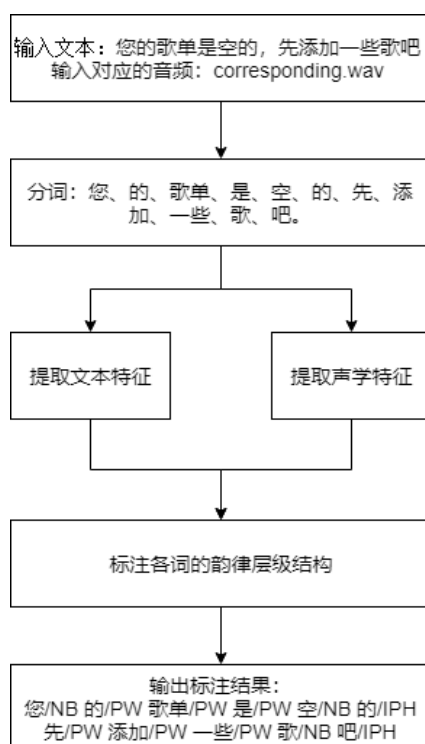 输入文本：您的歌单是空的，先添加一些歌吧
输入对应的音频：corresponding.wav
分词：您、的、歌单、是、空、的、先、添
加、一些、歌、吧。
提取文本特征
提取声学特征
标注各词的韵律层级结构
输出标注结果：
您/NB 的/PW 歌单/PW 是/PW 空/NB 的/IPH
先/PW 添加/PW 一些/PW 歌/NB 吧/IPH